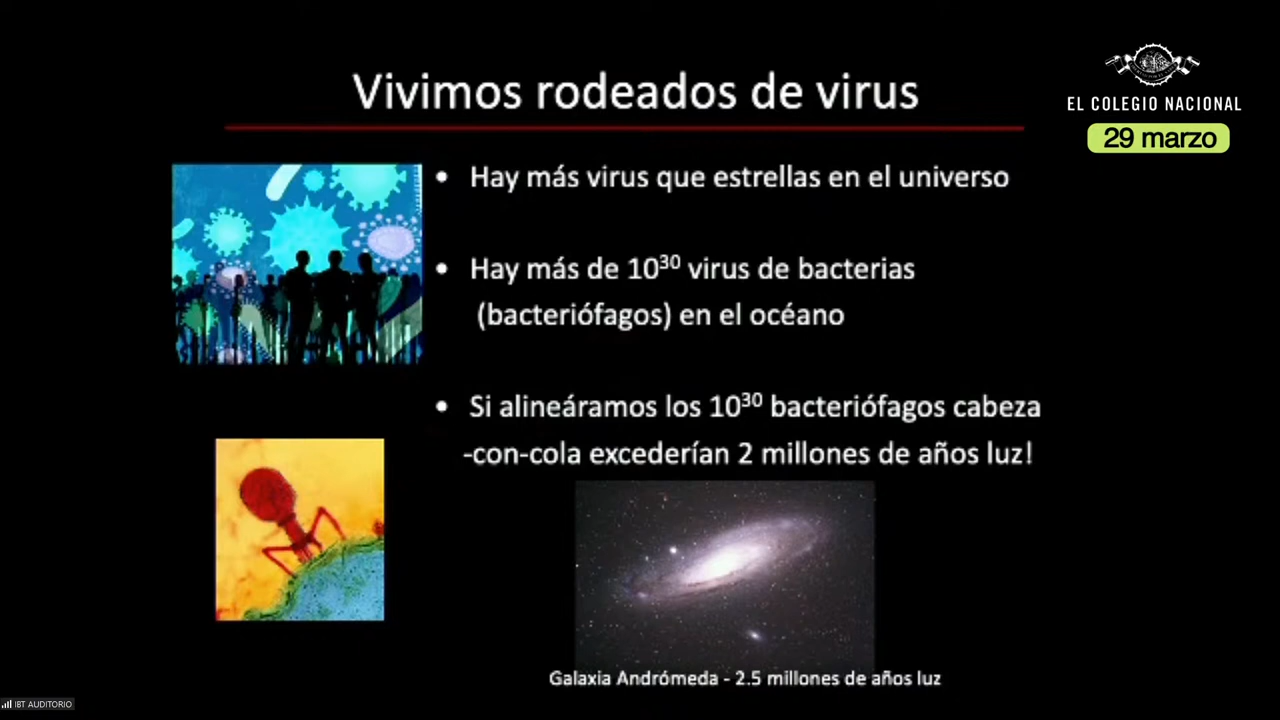 Vivimos rodeados de virus
EL COLEGIO NACIONAL
29 marzo
• Hay más virus que estrellas en el universo
• Hay más de 10³⁰ virus de bacterias
(bacteriófagos) en el océano
• Si alineáramos los 10³⁰ bacteriófagos cabeza
-con-cola excederían 2 millones de años luz!
Galaxia Andrómeda - 2.5 millones de años luz
IBT AUDITORIO